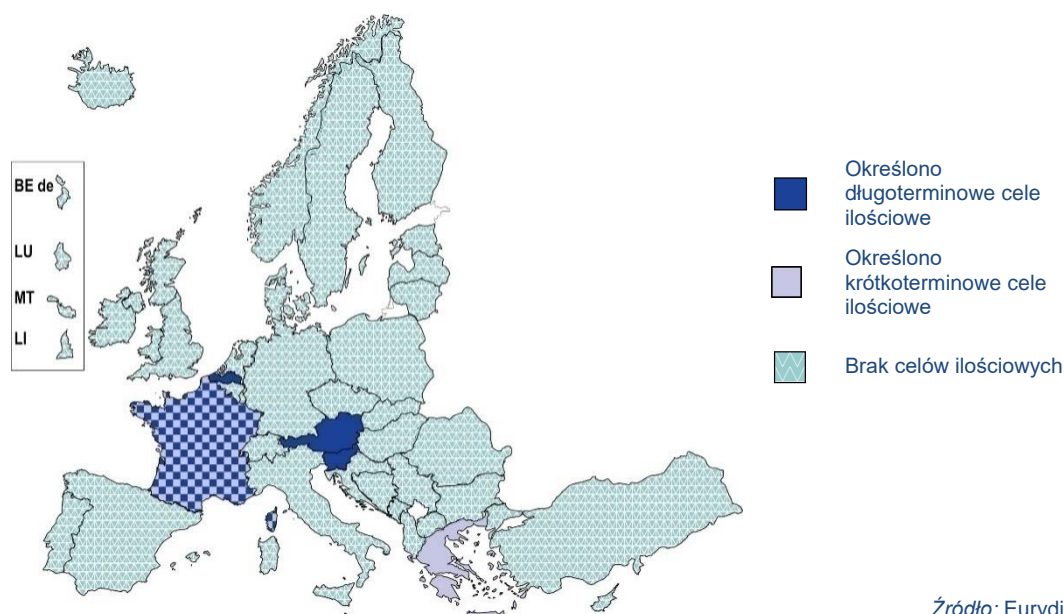 BE de
LU
MT
LI
Określono
długoterminowe cele
ilościowe
Określono
krótkoterminowe cele
ilościowe
Brak celów ilościowych
Źródło: Eurydi